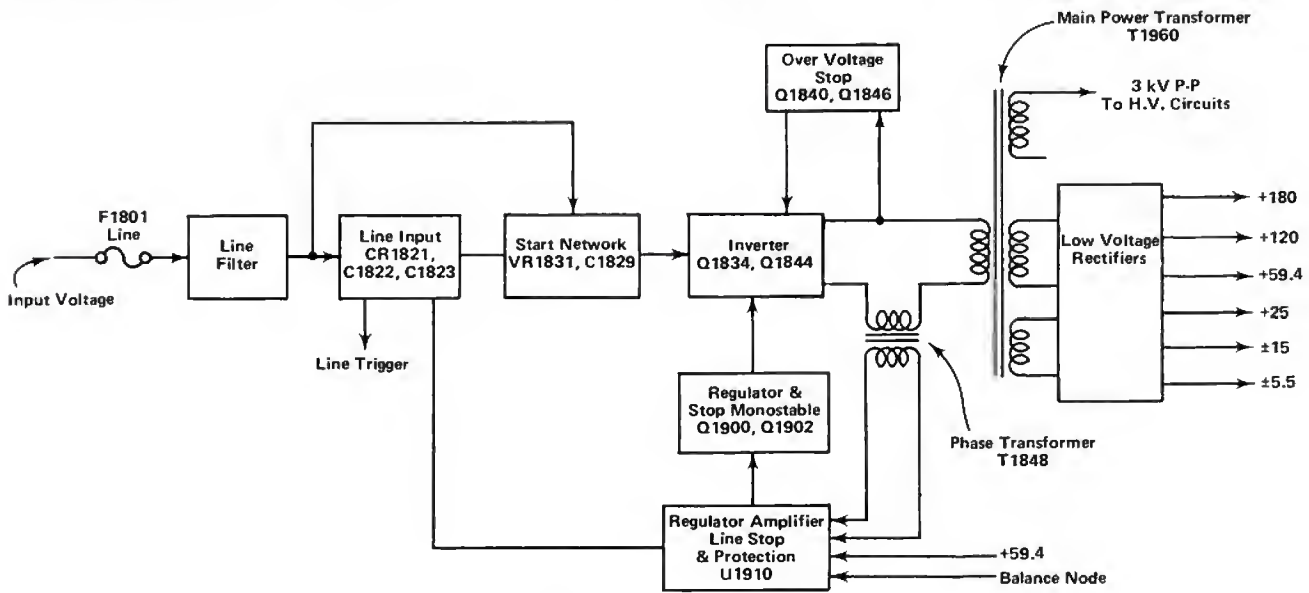 Main Power Transformer
T1960
Over Voltage
Stop
Q1840, Q1846
3 kV P-P
To H.V. Circuits
F1801
Line
Input Voltage
Line
Filter
Line Input
CR1821,
C1822, C1823
Start Network
VR1831, C1829
Inverter
Q1834, Q1844
Low Voltage
Rectifiers
+180
+120
+59.4
+25
±15
±5.5
Line Trigger
Regulator &
Stop Monostable
Q1900, Q1902
Phase Transformer
T1848
Regulator Amplifier
Line Stop
& Protection
U1910
+59.4
Balance Node